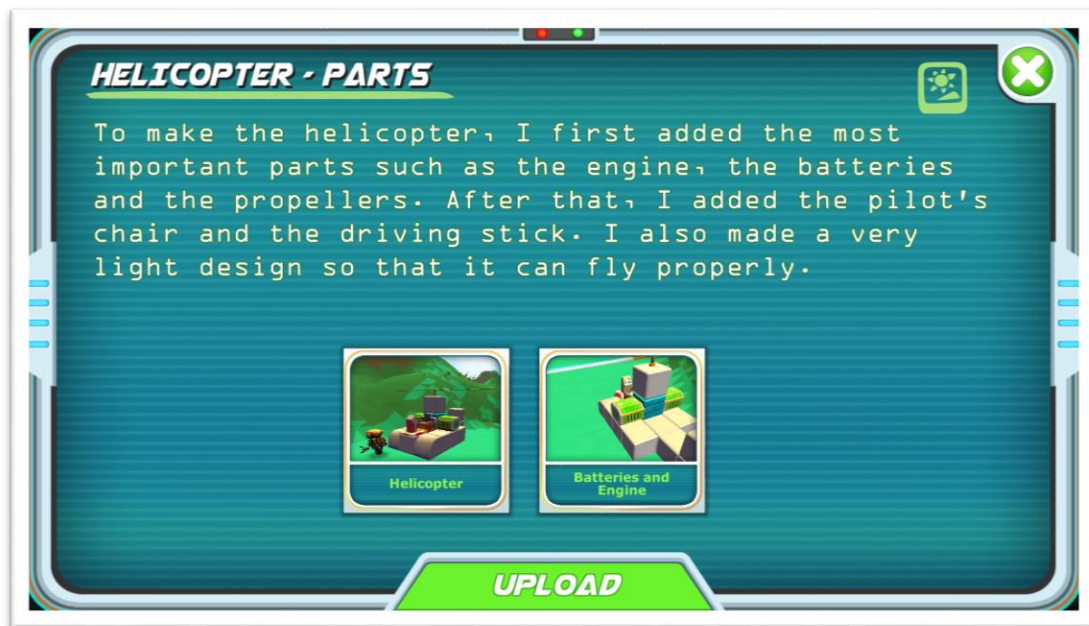 HELICOPTER - PARTS
To make the helicopter, I first added the most
important parts such as the engine, the batteries
and the propellers. After that, I added the pilot's
chair and the driving stick. I also made a very
light design so that it can fly properly.
Helicopter
Batteries and
Engine
UPLOAD